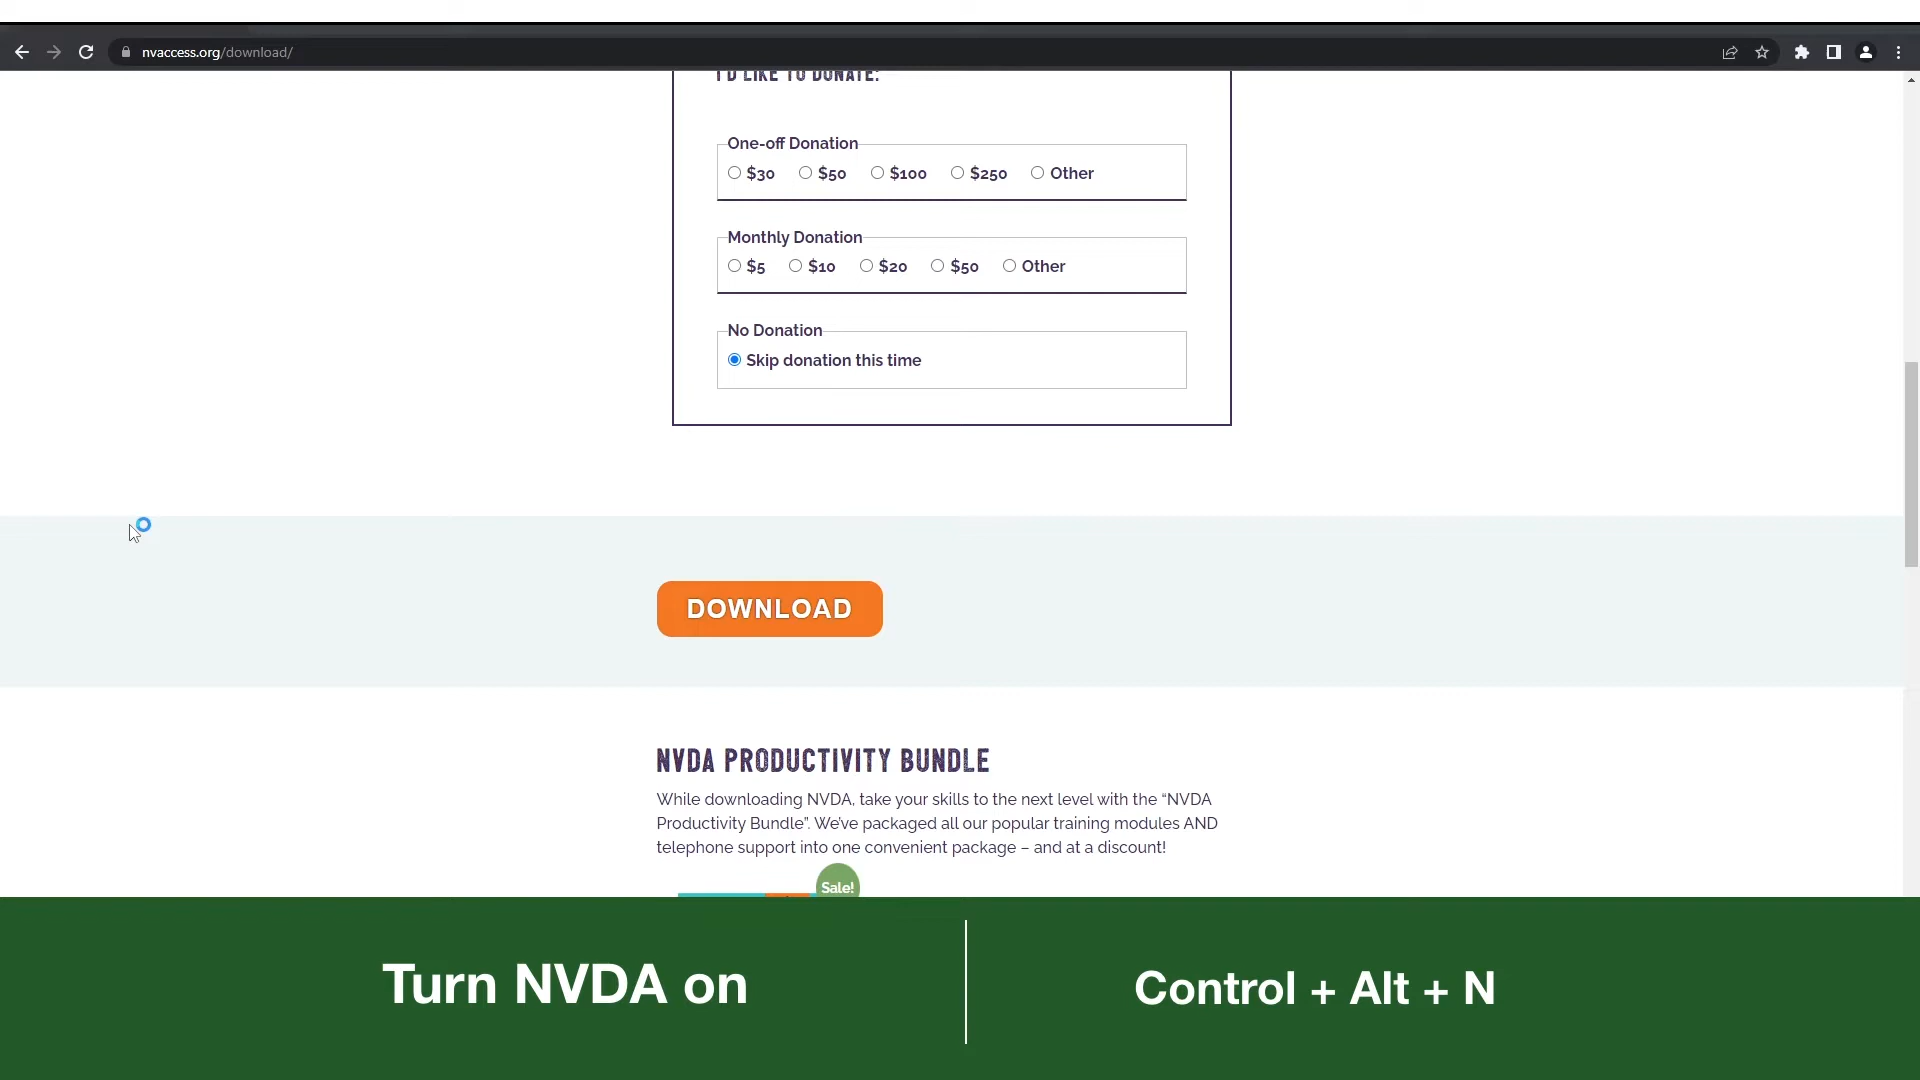 nvaccess.org/download/
I'D LIKE TO DONATE:
One-off Donation
$30 $50 $100 $250 Other
Monthly Donation
$5 $10 $20 $50 Other
No Donation
Skip donation this time
DOWNLOAD
NVDA PRODUCTIVITY BUNDLE
While downloading NVDA, take your skills to the next level with the “NVDA
Productivity Bundle”. We’ve packaged all our popular training modules AND
telephone support into one convenient package – and at a discount!
Sale!
Turn NVDA on
Control + Alt + N